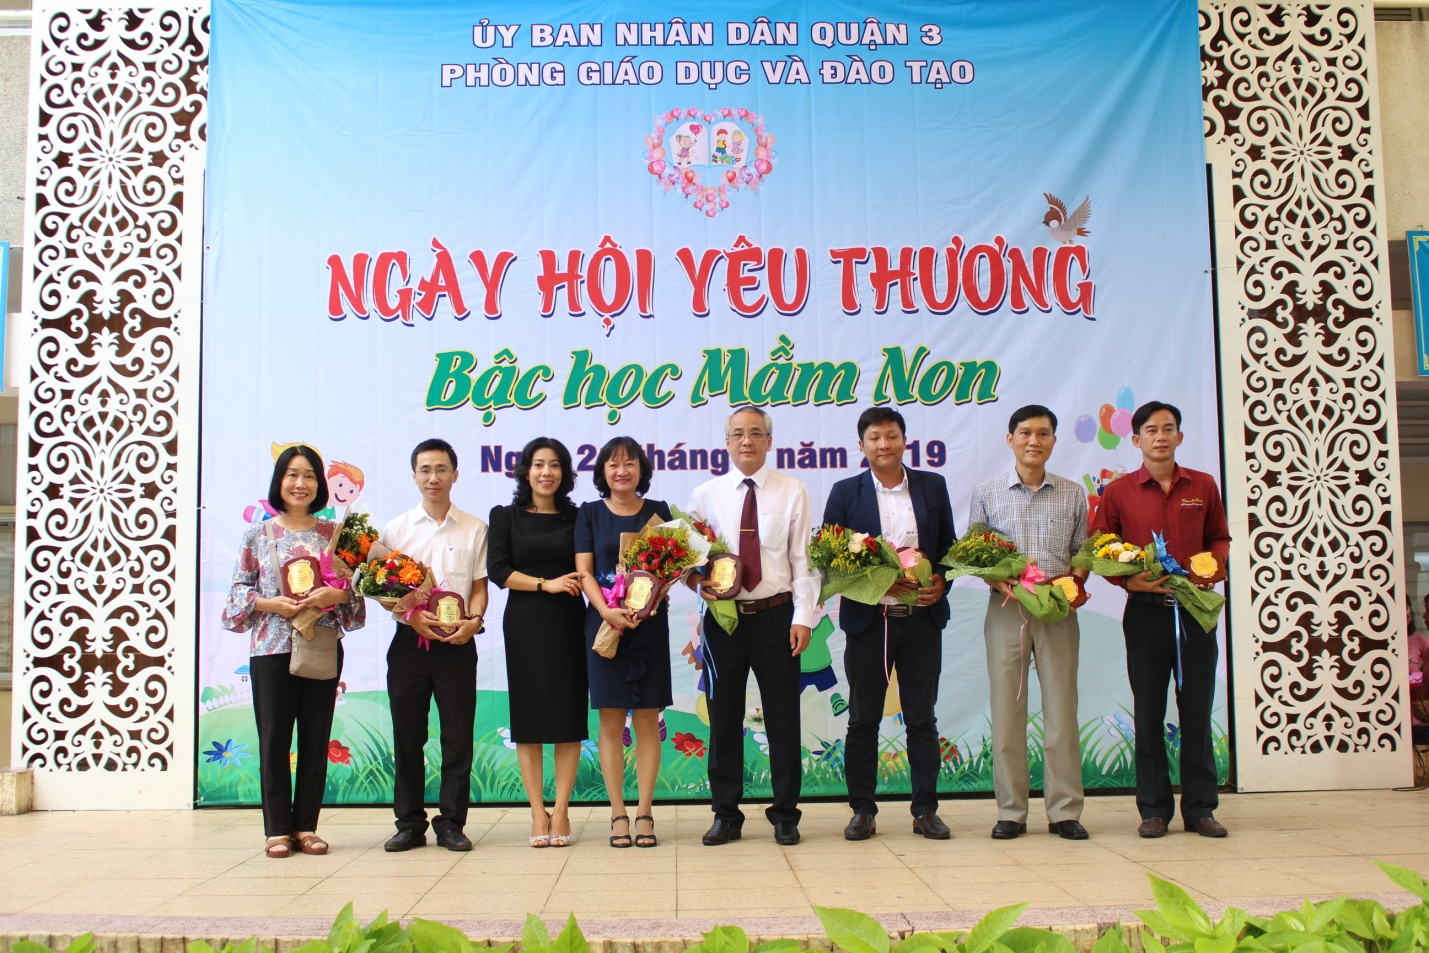 ỦY BAN NHÂN DÂN QUẬN 3
PHÒNG GIÁO DỤC VÀ ĐÀO TẠO
NGÀY HỘI YÊU THƯƠNG
Bậc học Mầm Non
năm